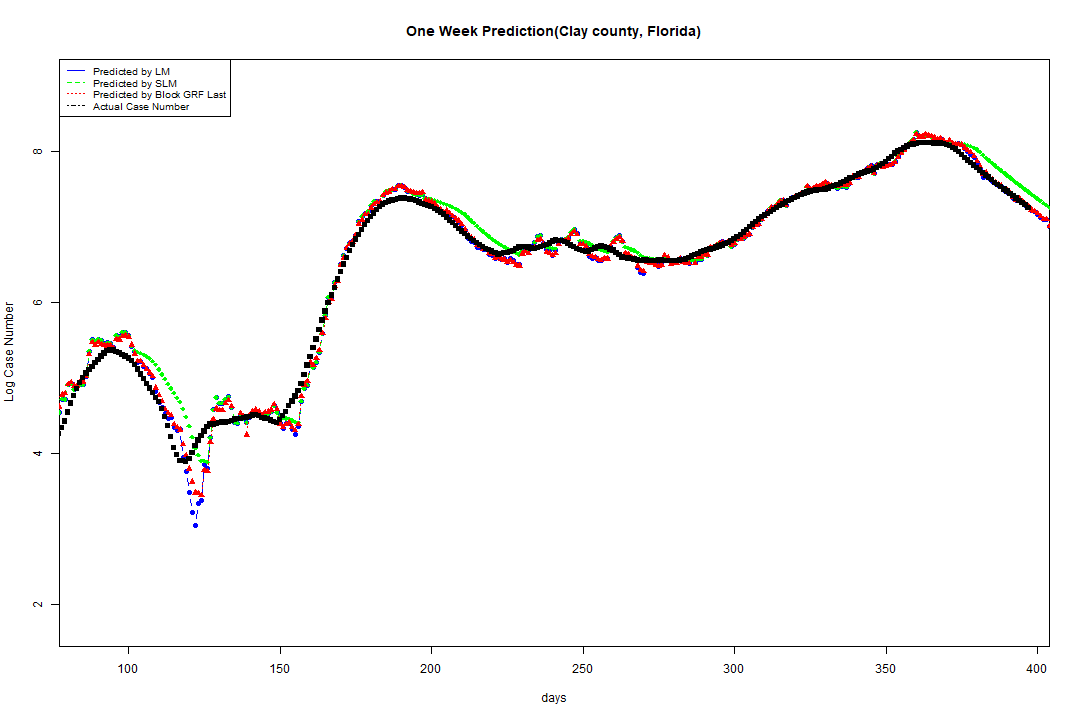 One Week Prediction(Clay county, Florida)
Predicted by LM
Predicted by SLM
Predicted by Block GRF Last
Actual Case Number
8
6
4
2
Log Case Number
100 150 200 250 300 350 400
days